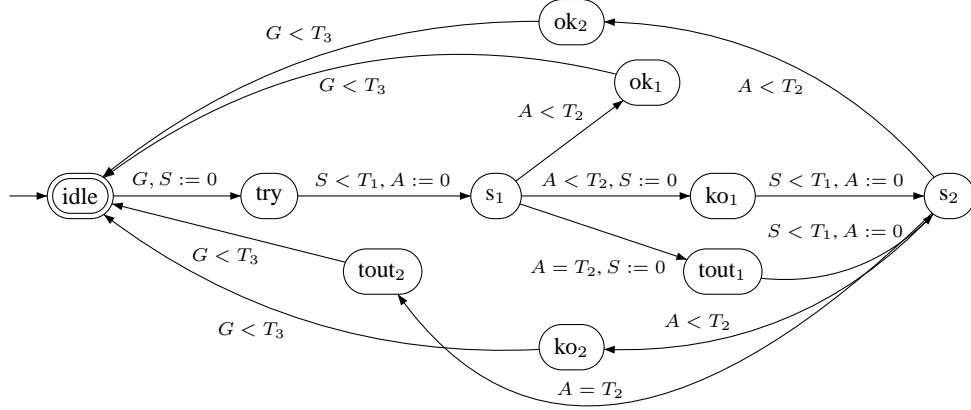 ok₂
G < T₃
G < T₃
ok₁
A < T₂
A < T₂
idle
G, S := 0
try
S < T₁, A := 0
s₁
A < T₂, S := 0
ko₁
S < T₁, A := 0
s₂
S < T₁, A := 0
G < T₃
tout₂
A = T₂, S := 0
tout₁
G < T₃
ko₂
A < T₂
A = T₂